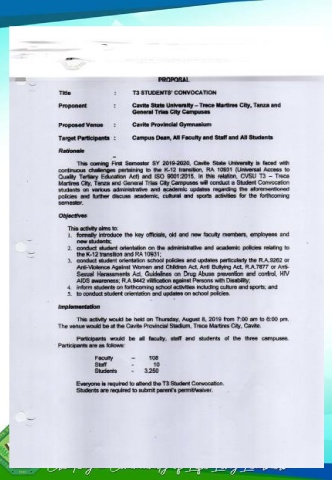 PROPOSAL
Title : T3 STUDENTS' CONVOCATION
Proponent : Cavite State University – Trece Martires City, Tanza and
General Trias City Campuses
Proposed Venue : Cavite Provincial Gymnasium
Target Participants : Campus Dean, All Faculty and Staff and All Students
Rationale
This coming First Semester SY 2019-2020, Cavite State University is faced with
continuous challenges pertaining to the K-12 transition, RA 10931 (Universal Access to
Quality Tertiary Education Act) and ISO 9001:2015. In this relation, CVSU T3 – Trece
Martires City, Tanza and General Trias City Campuses will conduct a Student Convocation
students on various administrative and academic updates regarding the aforementioned
policies and further discuss academic, cultural and sports activities for the forthcoming
semester.
Objectives
This activity aims to:
1. formally introduce the key officials, old and new faculty members, employees and
new students;
2. conduct student orientation on the administrative and academic policies relating to
the K-12 transition and RA 10931;
3. conduct student orientation school policies and updates particularly the R.A.9262 or
Anti-Violence Against Women and Children Act, Anti Bullying Act, R.A.7877 or Anti-
Sexual Harassments Act, Guidelines on Drug Abuse prevention and control, HIV
AIDS awareness; R.A.9442 vilification against Persons with Disability;
4. inform students on forthcoming school activities including culture and sports; and
5. to conduct student orientation and updates on school policies.
Implementation
This activity would be held on Thursday, August 8, 2019 from 7:00 am to 6:00 pm.
The venue would be at the Cavite Provincial Stadium, Trece Martires City, Cavite.
Participants would be all faculty, staff and students of the three campuses.
Participants are as follows:
Faculty – 108
Staff - 10
Students - 3,250
Everyone is required to attend the T3 Student Convocation.
Students are required to submit parent's permit/waiver.